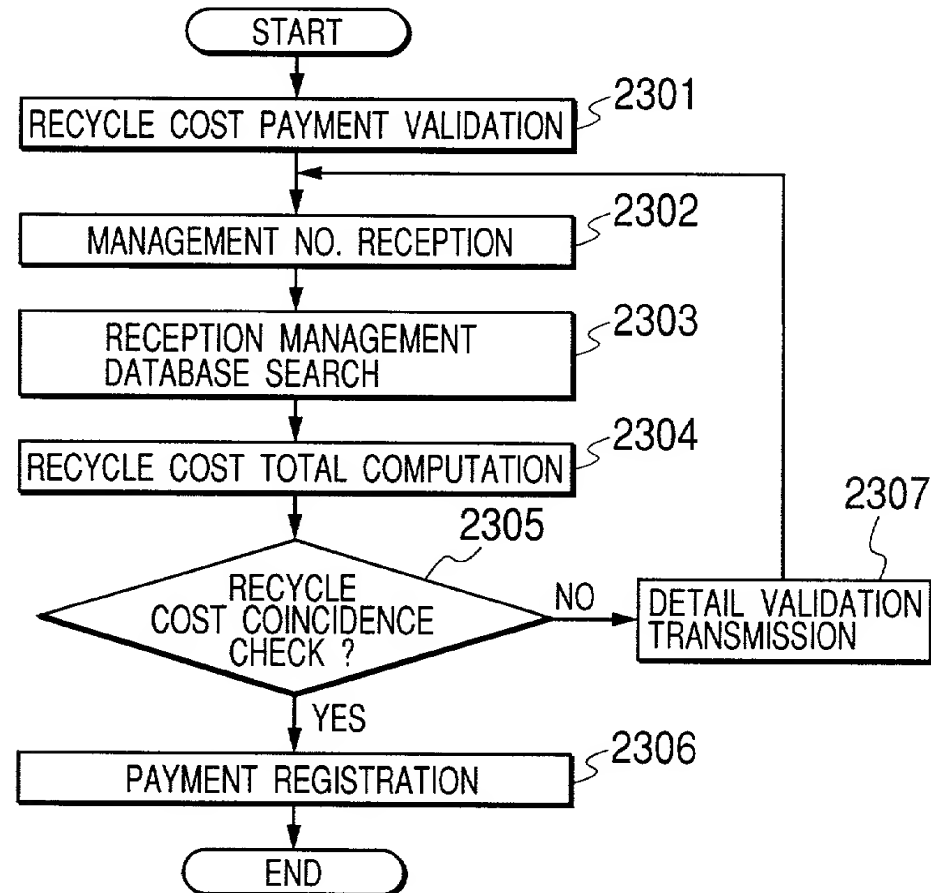 START
RECYCLE COST PAYMENT VALIDATION
2301
MANAGEMENT NO. RECEPTION
2302
RECEPTION MANAGEMENT
DATABASE SEARCH
2303
RECYCLE COST TOTAL COMPUTATION
2304
RECYCLE
COST COINCIDENCE
CHECK ?
2305
NO
DETAIL VALIDATION
TRANSMISSION
2307
YES
PAYMENT REGISTRATION
2306
END